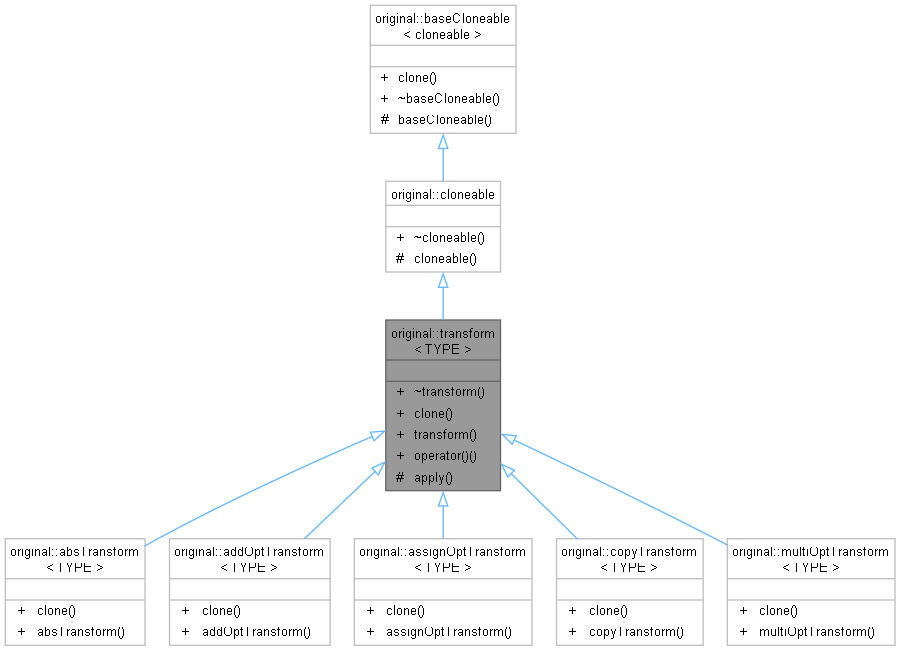 original::baseCloneable
< cloneable >
+ clone()
+ ~baseCloneable()
# baseCloneable()
original::cloneable
+ ~cloneable()
# cloneable()
original::transform
< TYPE >
+ ~transform()
+ clone()
+ transform()
+ operator()()
# apply()
original::absTransform
< TYPE >
+ clone()
+ absTransform()
original::addOptTransform
< TYPE >
+ clone()
+ addOptTransform()
original::assignOptTransform
< TYPE >
+ clone()
+ assignOptTransform()
original::copyTransform
< TYPE >
+ clone()
+ copyTransform()
original::multiOptTransform
< TYPE >
+ clone()
+ multiOptTransform()